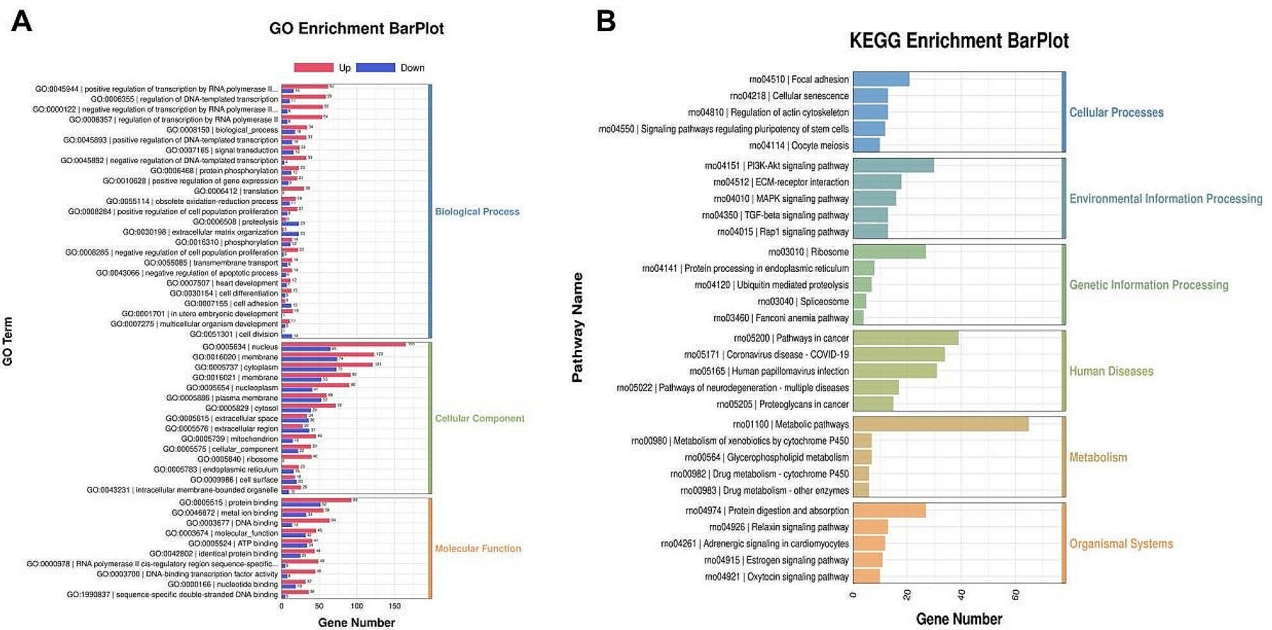 A
GO Enrichment BarPlot
Up
Down
GO Term
GO:0045944 | positive regulation of transcription by RNA polymerase II...
GO:0006355 | regulation of DNA-templated transcription
GO:0000122 | negative regulation of transcription by RNA polymerase II...
GO:0006357 | regulation of transcription by RNA polymerase II
GO:0008150 | biological_process
GO:0045893 | positive regulation of DNA-templated transcription
GO:0007165 | signal transduction
GO:0045892 | negative regulation of DNA-templated transcription
GO:0006468 | protein phosphorylation
GO:0010628 | positive regulation of gene expression
GO:0006412 | translation
GO:0055114 | obsolete oxidation-reduction process
GO:0008284 | positive regulation of cell population proliferation
GO:0006508 | proteolysis
GO:0030198 | extracellular matrix organization
GO:0016310 | phosphorylation
GO:0008285 | negative regulation of cell population proliferation
GO:0055085 | transmembrane transport
GO:0043066 | negative regulation of apoptotic process
GO:0007507 | heart development
GO:0030154 | cell differentiation
GO:0007155 | cell adhesion
GO:0001701 | in utero embryonic development
GO:0007275 | multicellular organism development
GO:0051301 | cell division
Biological Process
GO:0005634 | nucleus
GO:0016020 | membrane
GO:0005737 | cytoplasm
GO:0016021 | membrane
GO:0005654 | nucleoplasm
GO:0005886 | plasma membrane
GO:0005829 | cytosol
GO:0005615 | extracellular space
GO:0005576 | extracellular region
GO:0005739 | mitochondrion
GO:0005575 | cellular_component
GO:0005840 | ribosome
GO:0005783 | endoplasmic reticulum
GO:0009986 | cell surface
GO:0043231 | intracellular membrane-bounded organelle
Cellular Component
GO:0005515 | protein binding
GO:0046872 | metal ion binding
GO:0003677 | DNA binding
GO:0003674 | molecular_function
GO:0005524 | ATP binding
GO:0042802 | identical protein binding
GO:0000978 | RNA polymerase II cis-regulatory region sequence-specific...
GO:0003700 | DNA-binding transcription factor activity
GO:0000166 | nucleotide binding
GO:1990837 | sequence-specific double-stranded DNA binding
Molecular Function
0 50 100 150
Gene Number
B
KEGG Enrichment BarPlot
Pathway Name
rno04510 | Focal adhesion
rno04218 | Cellular senescence
rno04810 | Regulation of actin cytoskeleton
rno04550 | Signaling pathways regulating pluripotency of stem cells
rno04114 | Oocyte meiosis
Cellular Processes
rno04151 | PI3K-Akt signaling pathway
rno04512 | ECM-receptor interaction
rno04010 | MAPK signaling pathway
rno04350 | TGF-beta signaling pathway
rno04015 | Rap1 signaling pathway
Environmental Information Processing
rno03010 | Ribosome
rno04141 | Protein processing in endoplasmic reticulum
rno04120 | Ubiquitin mediated proteolysis
rno03040 | Spliceosome
rno03460 | Fanconi anemia pathway
Genetic Information Processing
rno05200 | Pathways in cancer
rno05171 | Coronavirus disease - COVID-19
rno05165 | Human papillomavirus infection
rno05022 | Pathways of neurodegeneration - multiple diseases
rno05205 | Proteoglycans in cancer
Human Diseases
rno01100 | Metabolic pathways
rno00980 | Metabolism of xenobiotics by cytochrome P450
rno00564 | Glycerophospholipid metabolism
rno00982 | Drug metabolism - cytochrome P450
rno00983 | Drug metabolism - other enzymes
Metabolism
rno04974 | Protein digestion and absorption
rno04926 | Relaxin signaling pathway
rno04261 | Adrenergic signaling in cardiomyocytes
rno04915 | Estrogen signaling pathway
rno04921 | Oxytocin signaling pathway
Organismal Systems
0 20 40 60
Gene Number